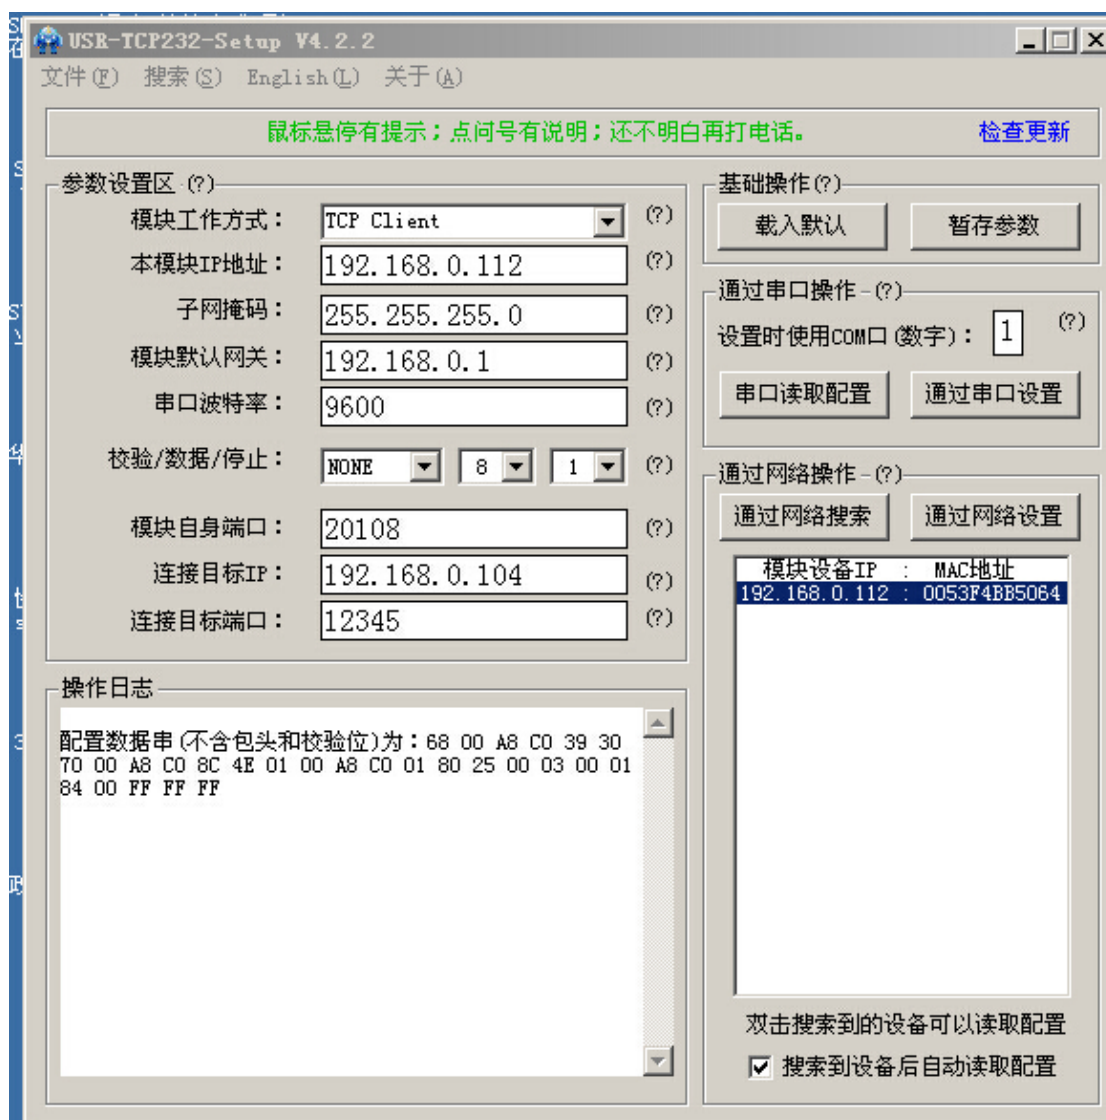 USR-TCP232-Setup V4.2.2
文件(F) 搜索(S) English(L) 关于(A)
鼠标悬停有提示；点问号有说明；还不明白再打电话。 检查更新
参数设置区 (?)
模块工作方式： TCP Client (?)
本模块IP地址： 192.168.0.112 (?)
子网掩码： 255.255.255.0 (?)
模块默认网关： 192.168.0.1 (?)
串口波特率： 9600 (?)
校验/数据/停止： NONE 8 1 (?)
模块自身端口： 20108 (?)
连接目标IP： 192.168.0.104 (?)
连接目标端口： 12345 (?)
操作日志
配置数据串(不含包头和校验位)为：68 00 A8 C0 39 30
70 00 A8 C0 8C 4E 01 00 A8 C0 01 80 25 00 03 00 01
84 00 FF FF FF
基础操作(?)
载入默认 暂存参数
通过串口操作-(?)
设置时使用COM口(数字)： 1 (?)
串口读取配置 通过串口设置
通过网络操作-(?)
通过网络搜索 通过网络设置
模块设备IP : MAC地址
192.168.0.112 : 0053F4BB5064
双击搜索到的设备可以读取配置
搜索到设备后自动读取配置